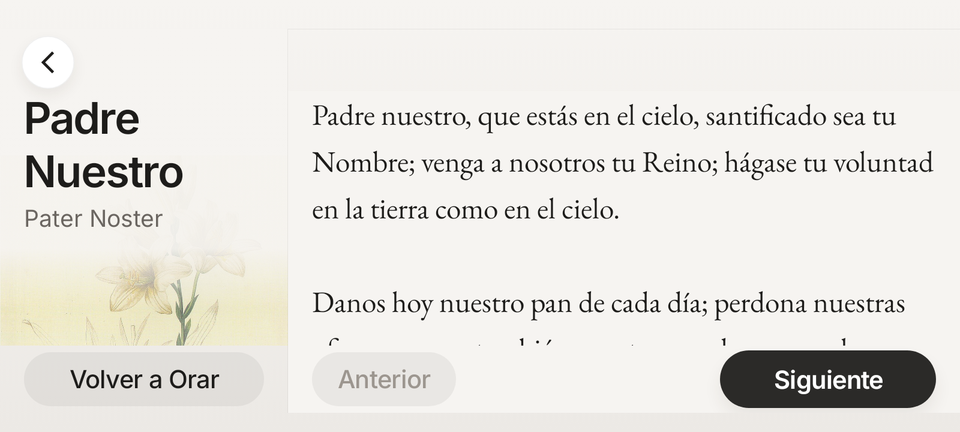 Padre
Nuestro
Pater Noster
Volver a Orar
Padre nuestro, que estás en el cielo, santificado sea tu
Nombre; venga a nosotros tu Reino; hágase tu voluntad
en la tierra como en el cielo.
Danos hoy nuestro pan de cada día; perdona nuestras
Anterior
Siguiente